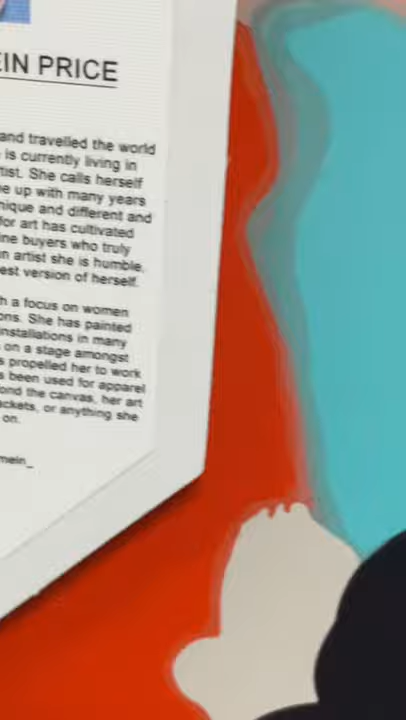 EIN PRICE
and travelled the world
is currently living in
tist. She calls herself
e up with many years
nique and different and
for art has cultivated
ine buyers who truly
n artist she is humble,
est version of herself.
h a focus on women
ons. She has painted
installations in many
on a stage amongst
s propelled her to work
s been used for apparel
ond the canvas, her art
ackets, or anything she
on.
mein_